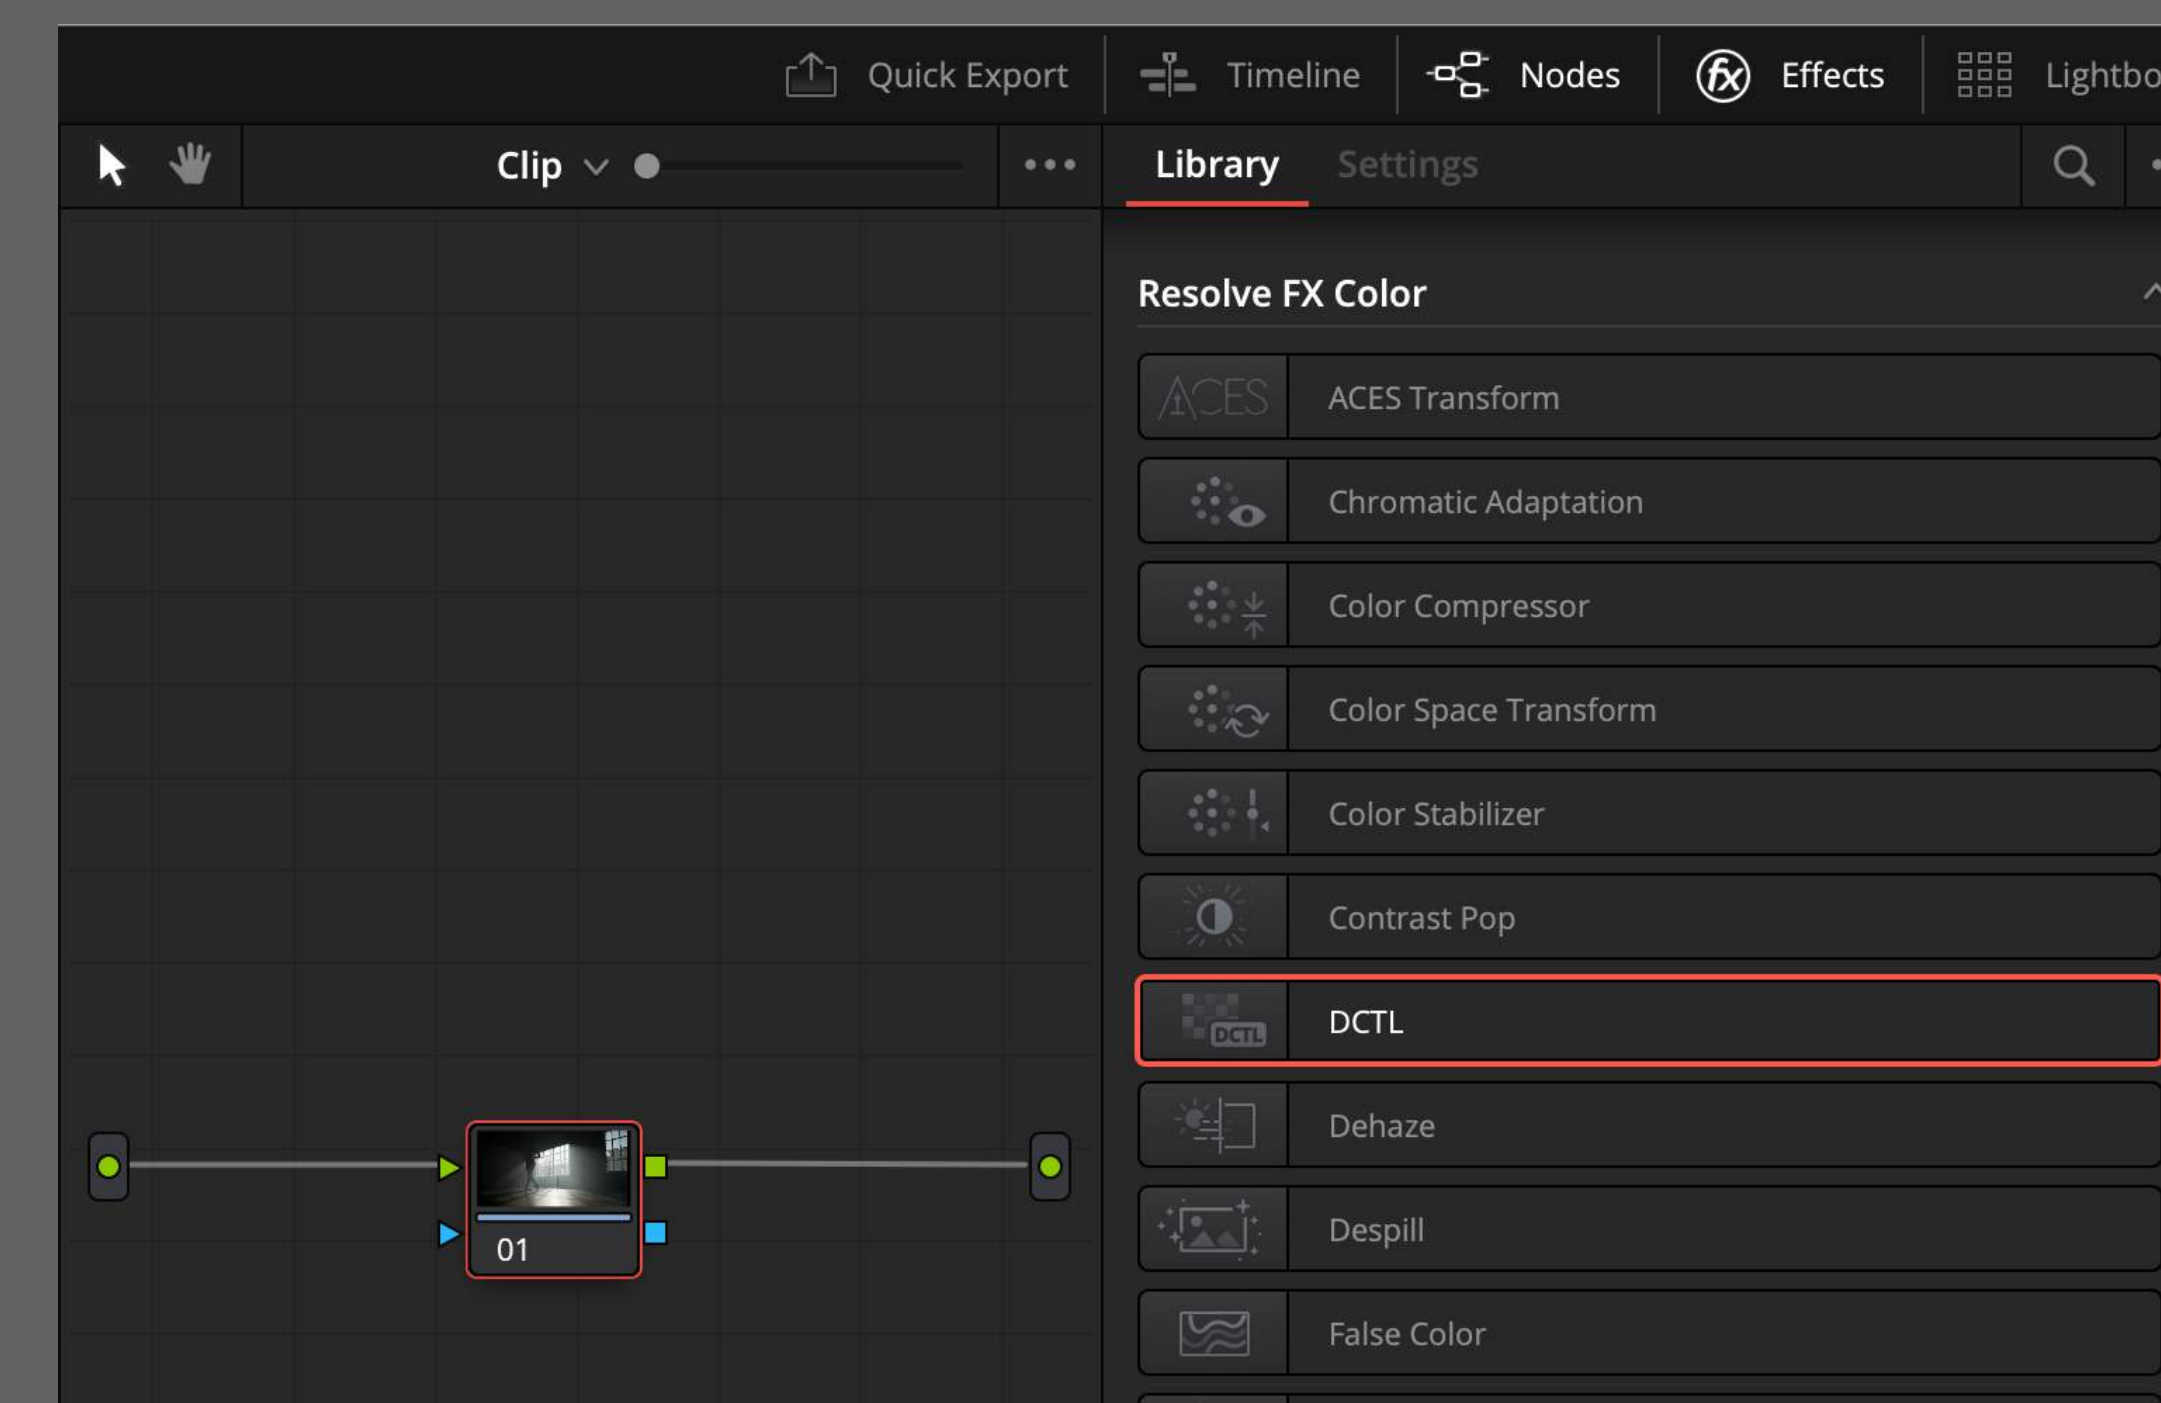 Quick Export Timeline Nodes fx Effects Lightbo
Clip Library Settings
Resolve FX Color
ACES ACES Transform
Chromatic Adaptation
Color Compressor
Color Space Transform
Color Stabilizer
Contrast Pop
DCTL DCTL
Dehaze
Despill
False Color
01